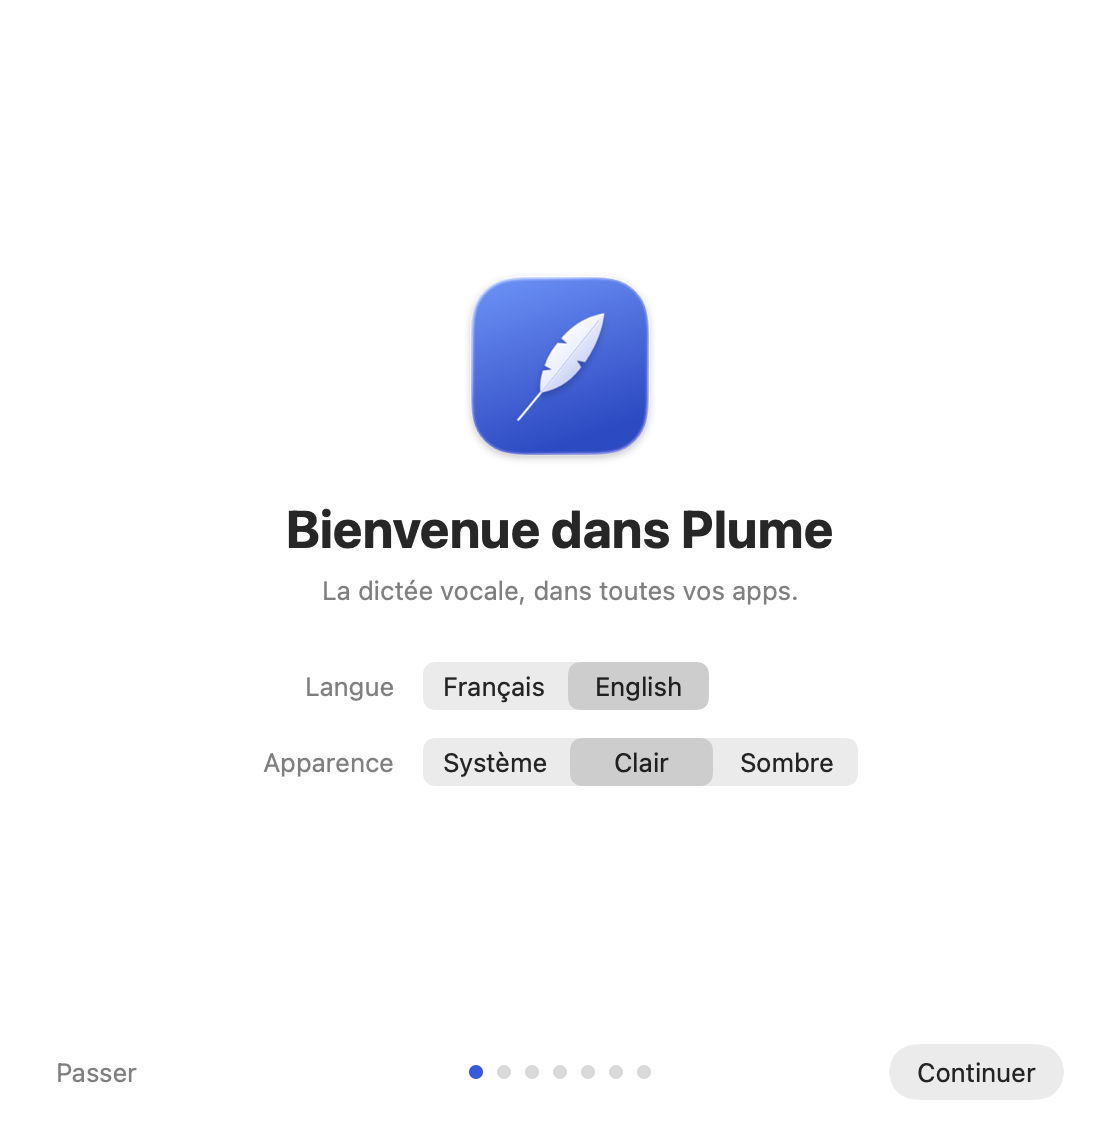 Bienvenue dans Plume
La dictée vocale, dans toutes vos apps.
Langue Français English
Apparence Système Clair Sombre
Passer Continuer